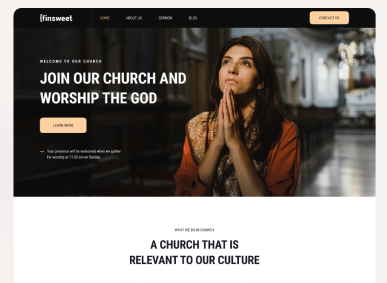 {finsweet
HOME
ABOUT US
SERMON
BLOG
CONTACT US
WELCOME TO OUR CHURCH
JOIN OUR CHURCH AND
WORSHIP THE GOD
LEARN MORE
Your presence will be welcomed when we gather
For worship at 11:00 am on Sunday
WHAT WE DO IN CHURCH
A CHURCH THAT IS
RELEVANT TO OUR CULTURE